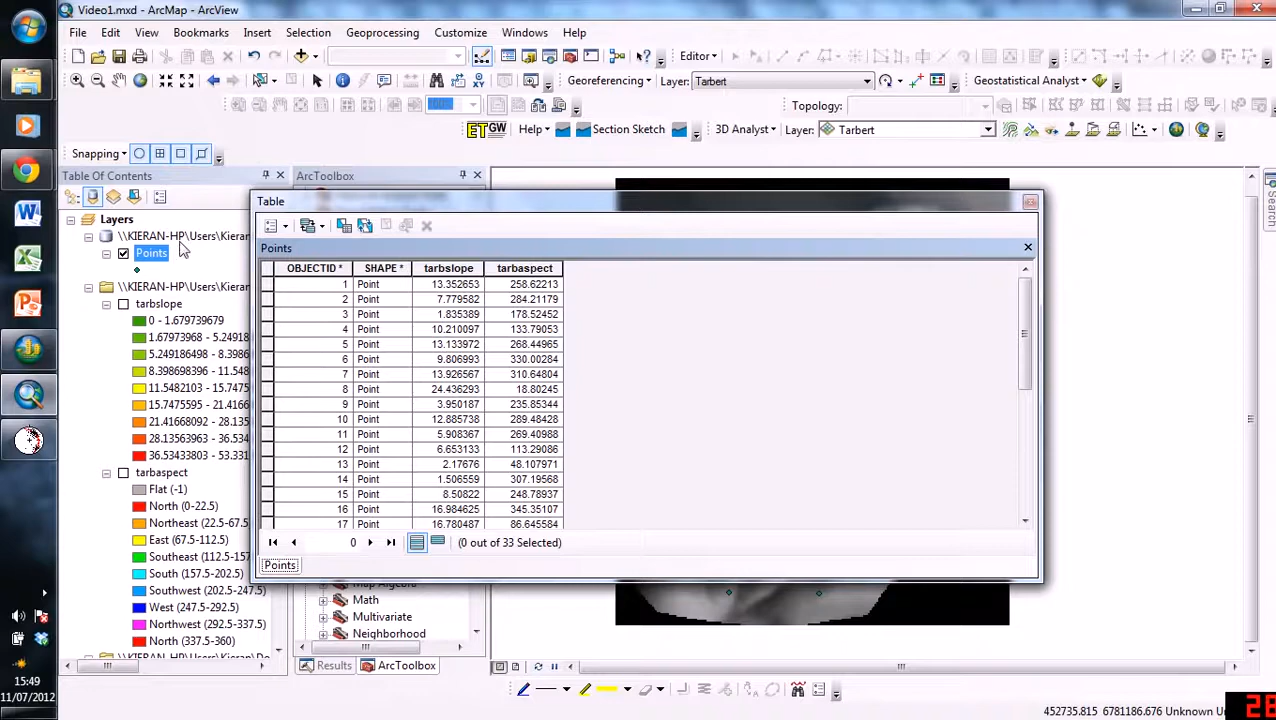 Video1.mxd - ArcMap - ArcView
File Edit View Bookmarks Insert Selection Geoprocessing Customize Windows Help
Editor
Georeferencing Layer: Tarbert Geostatistical Analyst
Topology:
Help Section Sketch 3D Analyst Layer: Tarbert
Snapping
Table Of Contents ArcToolbox
Search
Layers
\\KIERAN-HP\Users\Kieran
Points
\\KIERAN-HP\Users\Kieran
tarbslope
0 - 1.679739679
1.67973968 - 5.249
5.249186498 - 8.398
8.398698396 - 11.548
11.5482103 - 15.7475
15.7475595 - 21.4166
21.41668092 - 28.135
28.13563963 - 36.534
36.53433803 - 53.331
tarbaspect
Flat (-1)
North (0-22.5)
Northeast (22.5-67.5
East (67.5-112.5)
Southeast (112.5-157
South (157.5-202.5)
Southwest (202.5-247.
West (247.5-292.5)
Northwest (292.5-337.5)
North (337.5-360)
Table
Points
OBJECTID * SHAPE * tarbslope tarbaspect
1 Point 13.352653 258.62213
2 Point 7.779582 284.21179
3 Point 1.835389 178.52452
4 Point 10.210097 133.79053
5 Point 13.133972 268.44965
6 Point 9.806993 330.00284
7 Point 13.926567 310.64804
8 Point 24.436293 18.80245
9 Point 3.950187 235.85344
10 Point 12.885738 289.48428
11 Point 5.908367 269.40988
12 Point 6.653133 113.29086
13 Point 2.17676 48.107971
14 Point 1.506559 307.19568
15 Point 8.50822 248.78937
16 Point 16.984625 345.35107
17 Point 16.780487 86.645584
0 (0 out of 33 Selected)
Points
Map Algebra
Math
Multivariate
Neighborhood
Results ArcToolbox
15:49
11/07/2012
452735.815 6781186.676 Unknown Un